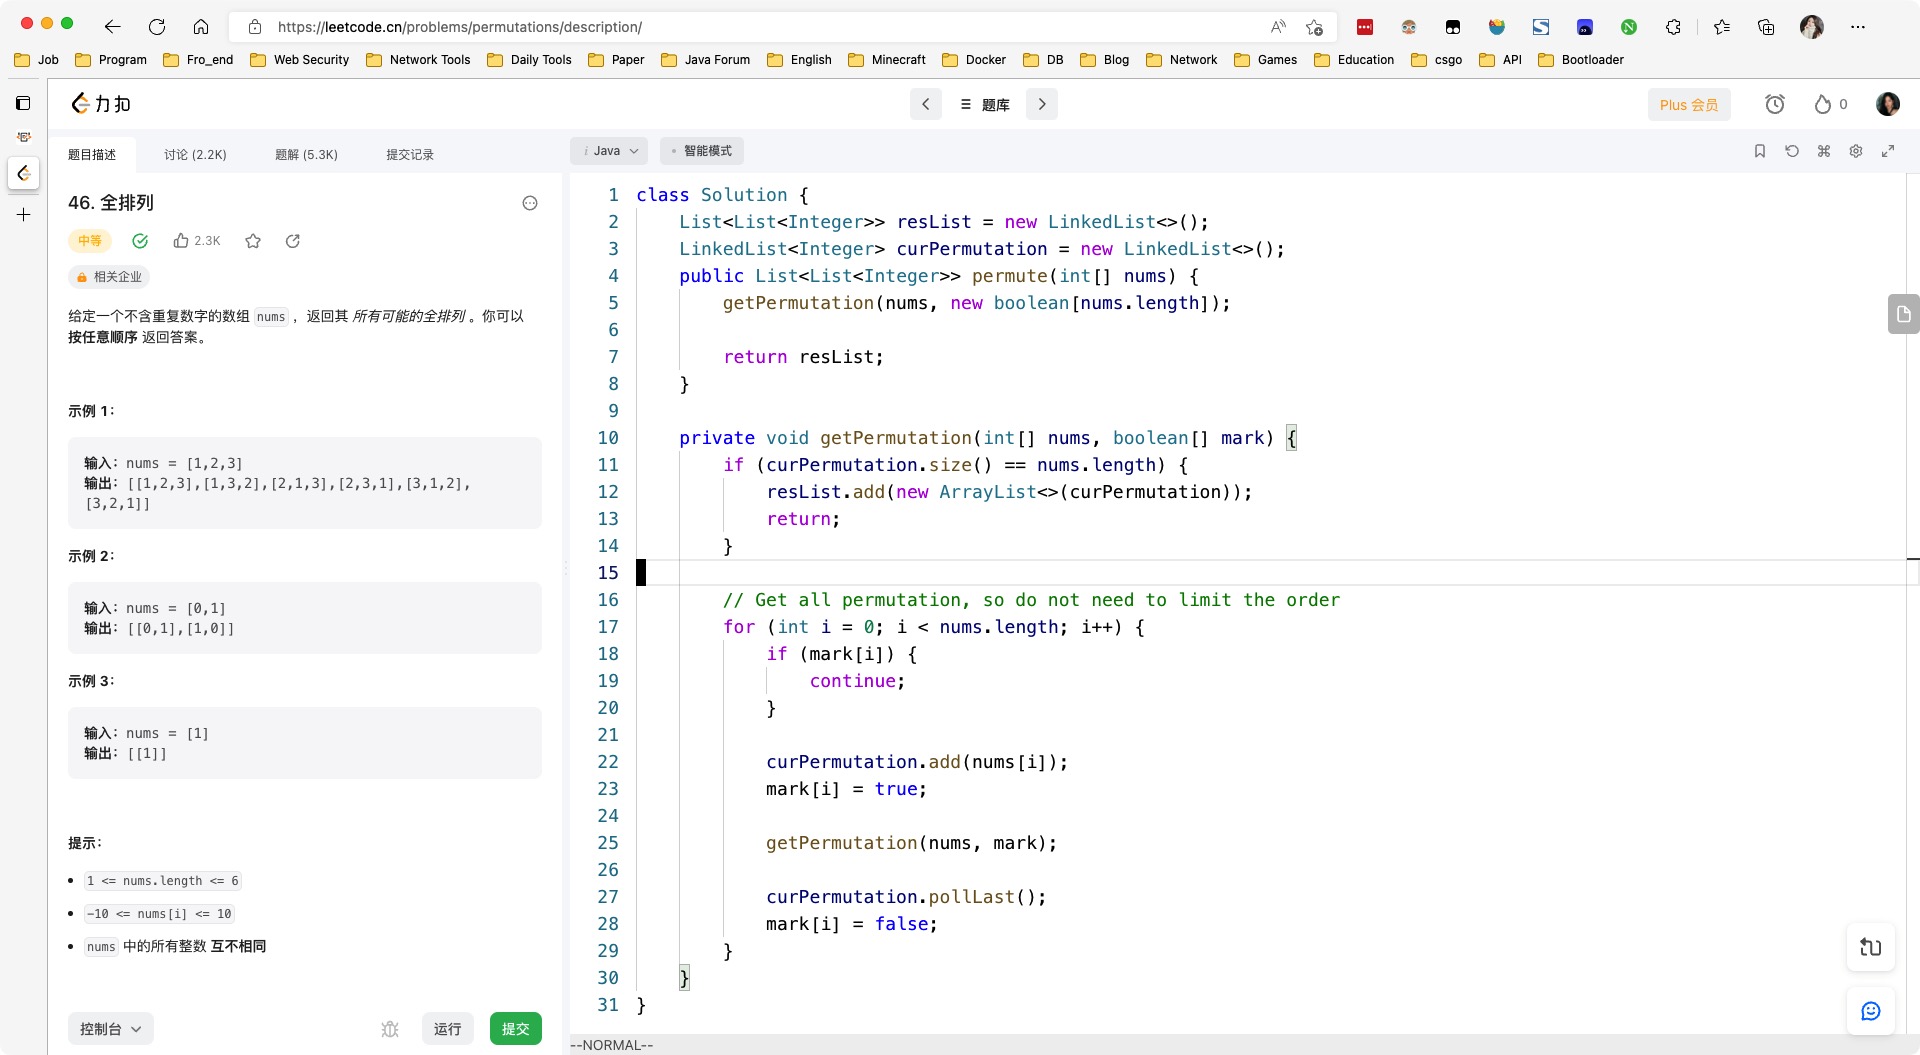 https://leetcode.cn/problems/permutations/description/
Job Program Fro_end Web Security Network Tools Daily Tools Paper Java Forum English Minecraft Docker DB Blog Network Games Education csgo API Bootloader
力扣
题库
Plus 会员
0
题目描述 讨论 (2.2K) 题解 (5.3K) 提交记录
46. 全排列
中等 2.3K
相关企业
给定一个不含重复数字的数组 nums ，返回其 所有可能的全排列 。你可以
按任意顺序 返回答案。
示例 1：
输入：nums = [1,2,3]
输出：[[1,2,3],[1,3,2],[2,1,3],[2,3,1],[3,1,2],
[3,2,1]]
示例 2：
输入：nums = [0,1]
输出：[[0,1],[1,0]]
示例 3：
输入：nums = [1]
输出：[[1]]
提示：
1 <= nums.length <= 6
-10 <= nums[i] <= 10
nums 中的所有整数 互不相同
控制台 运行 提交
i Java 智能模式
1 class Solution {
2 List<List<Integer>> resList = new LinkedList<>();
3 LinkedList<Integer> curPermutation = new LinkedList<>();
4 public List<List<Integer>> permute(int[] nums) {
5 getPermutation(nums, new boolean[nums.length]);
6
7 return resList;
8 }
9
10 private void getPermutation(int[] nums, boolean[] mark) {
11 if (curPermutation.size() == nums.length) {
12 resList.add(new ArrayList<>(curPermutation));
13 return;
14 }
15
16 // Get all permutation, so do not need to limit the order
17 for (int i = 0; i < nums.length; i++) {
18 if (mark[i]) {
19 continue;
20 }
21
22 curPermutation.add(nums[i]);
23 mark[i] = true;
24
25 getPermutation(nums, mark);
26
27 curPermutation.pollLast();
28 mark[i] = false;
29 }
30 }
31 }
--NORMAL--